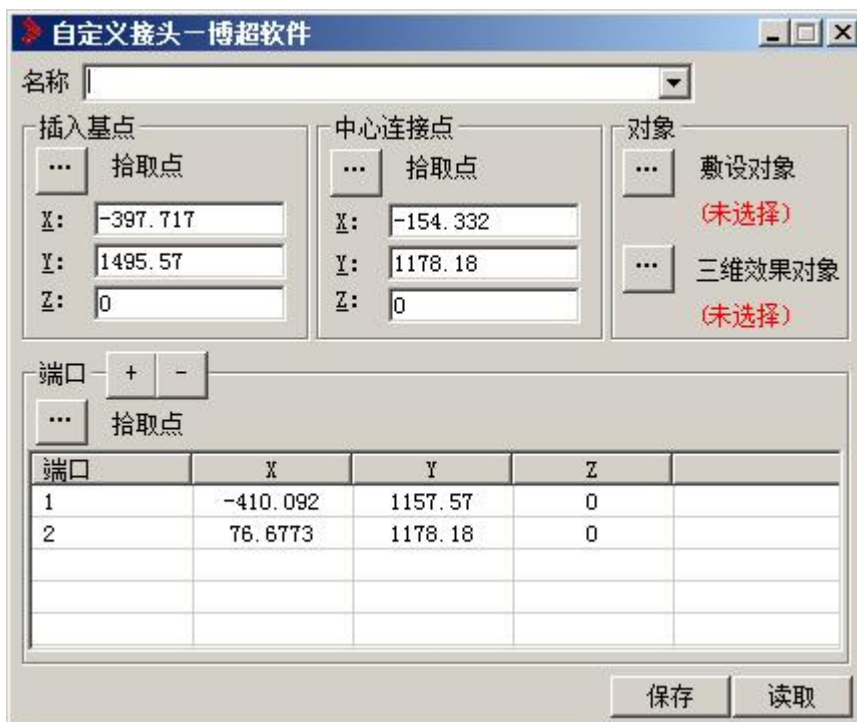 自定义接头－博超软件
名称
插入基点 中心连接点 对象
... 拾取点 ... 拾取点 ... 敷设对象
X: -397.717 X: -154.332 (未选择)
Y: 1495.57 Y: 1178.18 ... 三维效果对象
Z: 0 Z: 0 (未选择)
端口 + -
... 拾取点
端口 X Y Z
1 -410.092 1157.57 0
2 76.6773 1178.18 0
保存 读取